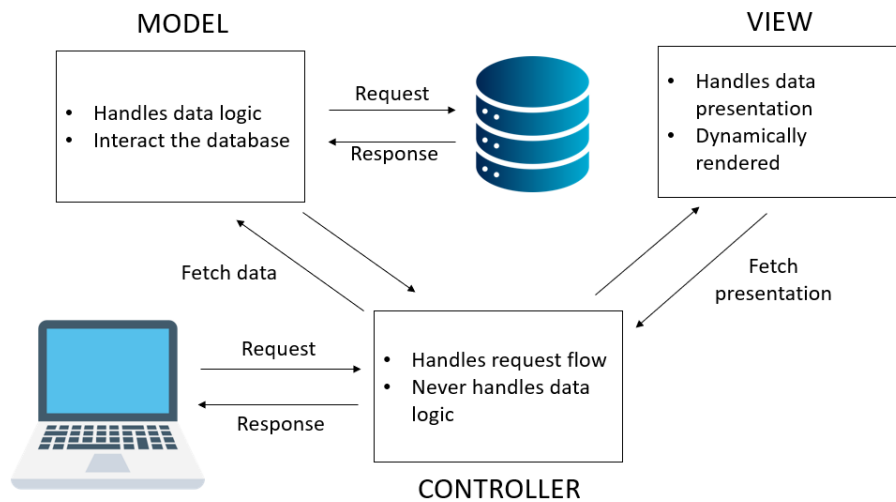 MODEL
• Handles data logic
• Interact the database
Request
Response
VIEW
• Handles data
presentation
• Dynamically
rendered
Fetch data
Fetch
presentation
Request
Response
• Handles request flow
• Never handles data
logic
CONTROLLER